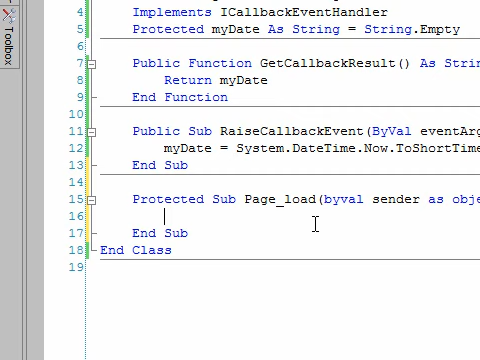 Toolbox
4 Implements ICallbackEventHandler
5 Protected myDate As String = String.Empty
6
7 Public Function GetCallbackResult() As Strin
8 Return myDate
9 End Function
10
11 Public Sub RaiseCallbackEvent(ByVal eventArg
12 myDate = System.DateTime.Now.ToShortTime
13 End Sub
14
15 Protected Sub Page_load(byval sender as obje
16
17 End Sub
18 End Class
19